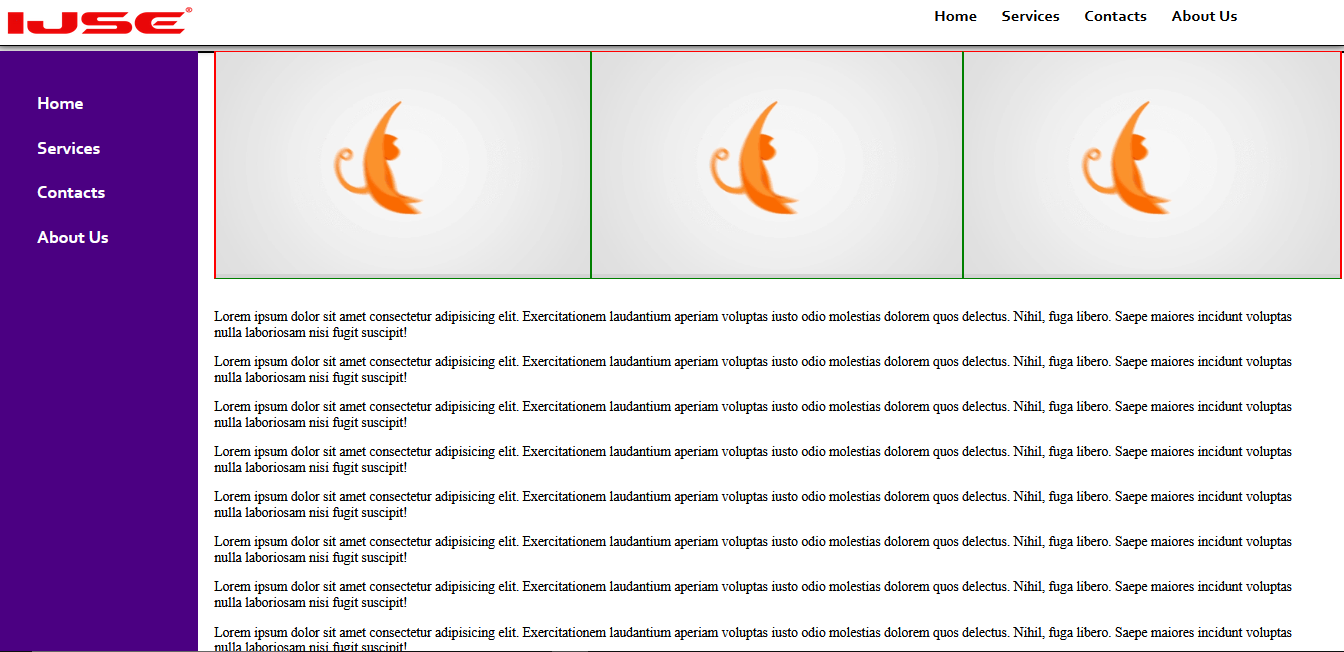 IJSE®
Home Services Contacts About Us
Home
Services
Contacts
About Us
Lorem ipsum dolor sit amet consectetur adipisicing elit. Exercitationem laudantium aperiam voluptas iusto odio molestias dolorem quos delectus. Nihil, fuga libero. Saepe maiores incidunt voluptas
nulla laboriosam nisi fugit suscipit!
Lorem ipsum dolor sit amet consectetur adipisicing elit. Exercitationem laudantium aperiam voluptas iusto odio molestias dolorem quos delectus. Nihil, fuga libero. Saepe maiores incidunt voluptas
nulla laboriosam nisi fugit suscipit!
Lorem ipsum dolor sit amet consectetur adipisicing elit. Exercitationem laudantium aperiam voluptas iusto odio molestias dolorem quos delectus. Nihil, fuga libero. Saepe maiores incidunt voluptas
nulla laboriosam nisi fugit suscipit!
Lorem ipsum dolor sit amet consectetur adipisicing elit. Exercitationem laudantium aperiam voluptas iusto odio molestias dolorem quos delectus. Nihil, fuga libero. Saepe maiores incidunt voluptas
nulla laboriosam nisi fugit suscipit!
Lorem ipsum dolor sit amet consectetur adipisicing elit. Exercitationem laudantium aperiam voluptas iusto odio molestias dolorem quos delectus. Nihil, fuga libero. Saepe maiores incidunt voluptas
nulla laboriosam nisi fugit suscipit!
Lorem ipsum dolor sit amet consectetur adipisicing elit. Exercitationem laudantium aperiam voluptas iusto odio molestias dolorem quos delectus. Nihil, fuga libero. Saepe maiores incidunt voluptas
nulla laboriosam nisi fugit suscipit!
Lorem ipsum dolor sit amet consectetur adipisicing elit. Exercitationem laudantium aperiam voluptas iusto odio molestias dolorem quos delectus. Nihil, fuga libero. Saepe maiores incidunt voluptas
nulla laboriosam nisi fugit suscipit!
Lorem ipsum dolor sit amet consectetur adipisicing elit. Exercitationem laudantium aperiam voluptas iusto odio molestias dolorem quos delectus. Nihil, fuga libero. Saepe maiores incidunt voluptas
nulla laboriosam nisi fugit suscipit!